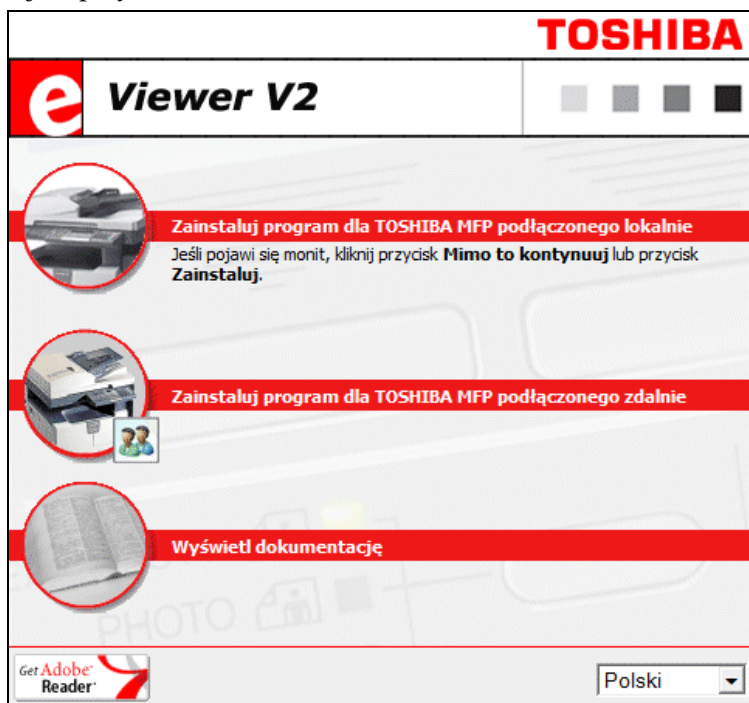 TOSHIBA
e Viewer V2
Zainstaluj program dla TOSHIBA MFP podłączonego lokalnie
Jeśli pojawi się monit, kliknij przycisk Mimo to kontynuuj lub przycisk
Zainstaluj.
Zainstaluj program dla TOSHIBA MFP podłączonego zdalnie
Wyświetl dokumentację
PHOTO
Get Adobe
Reader
Polski